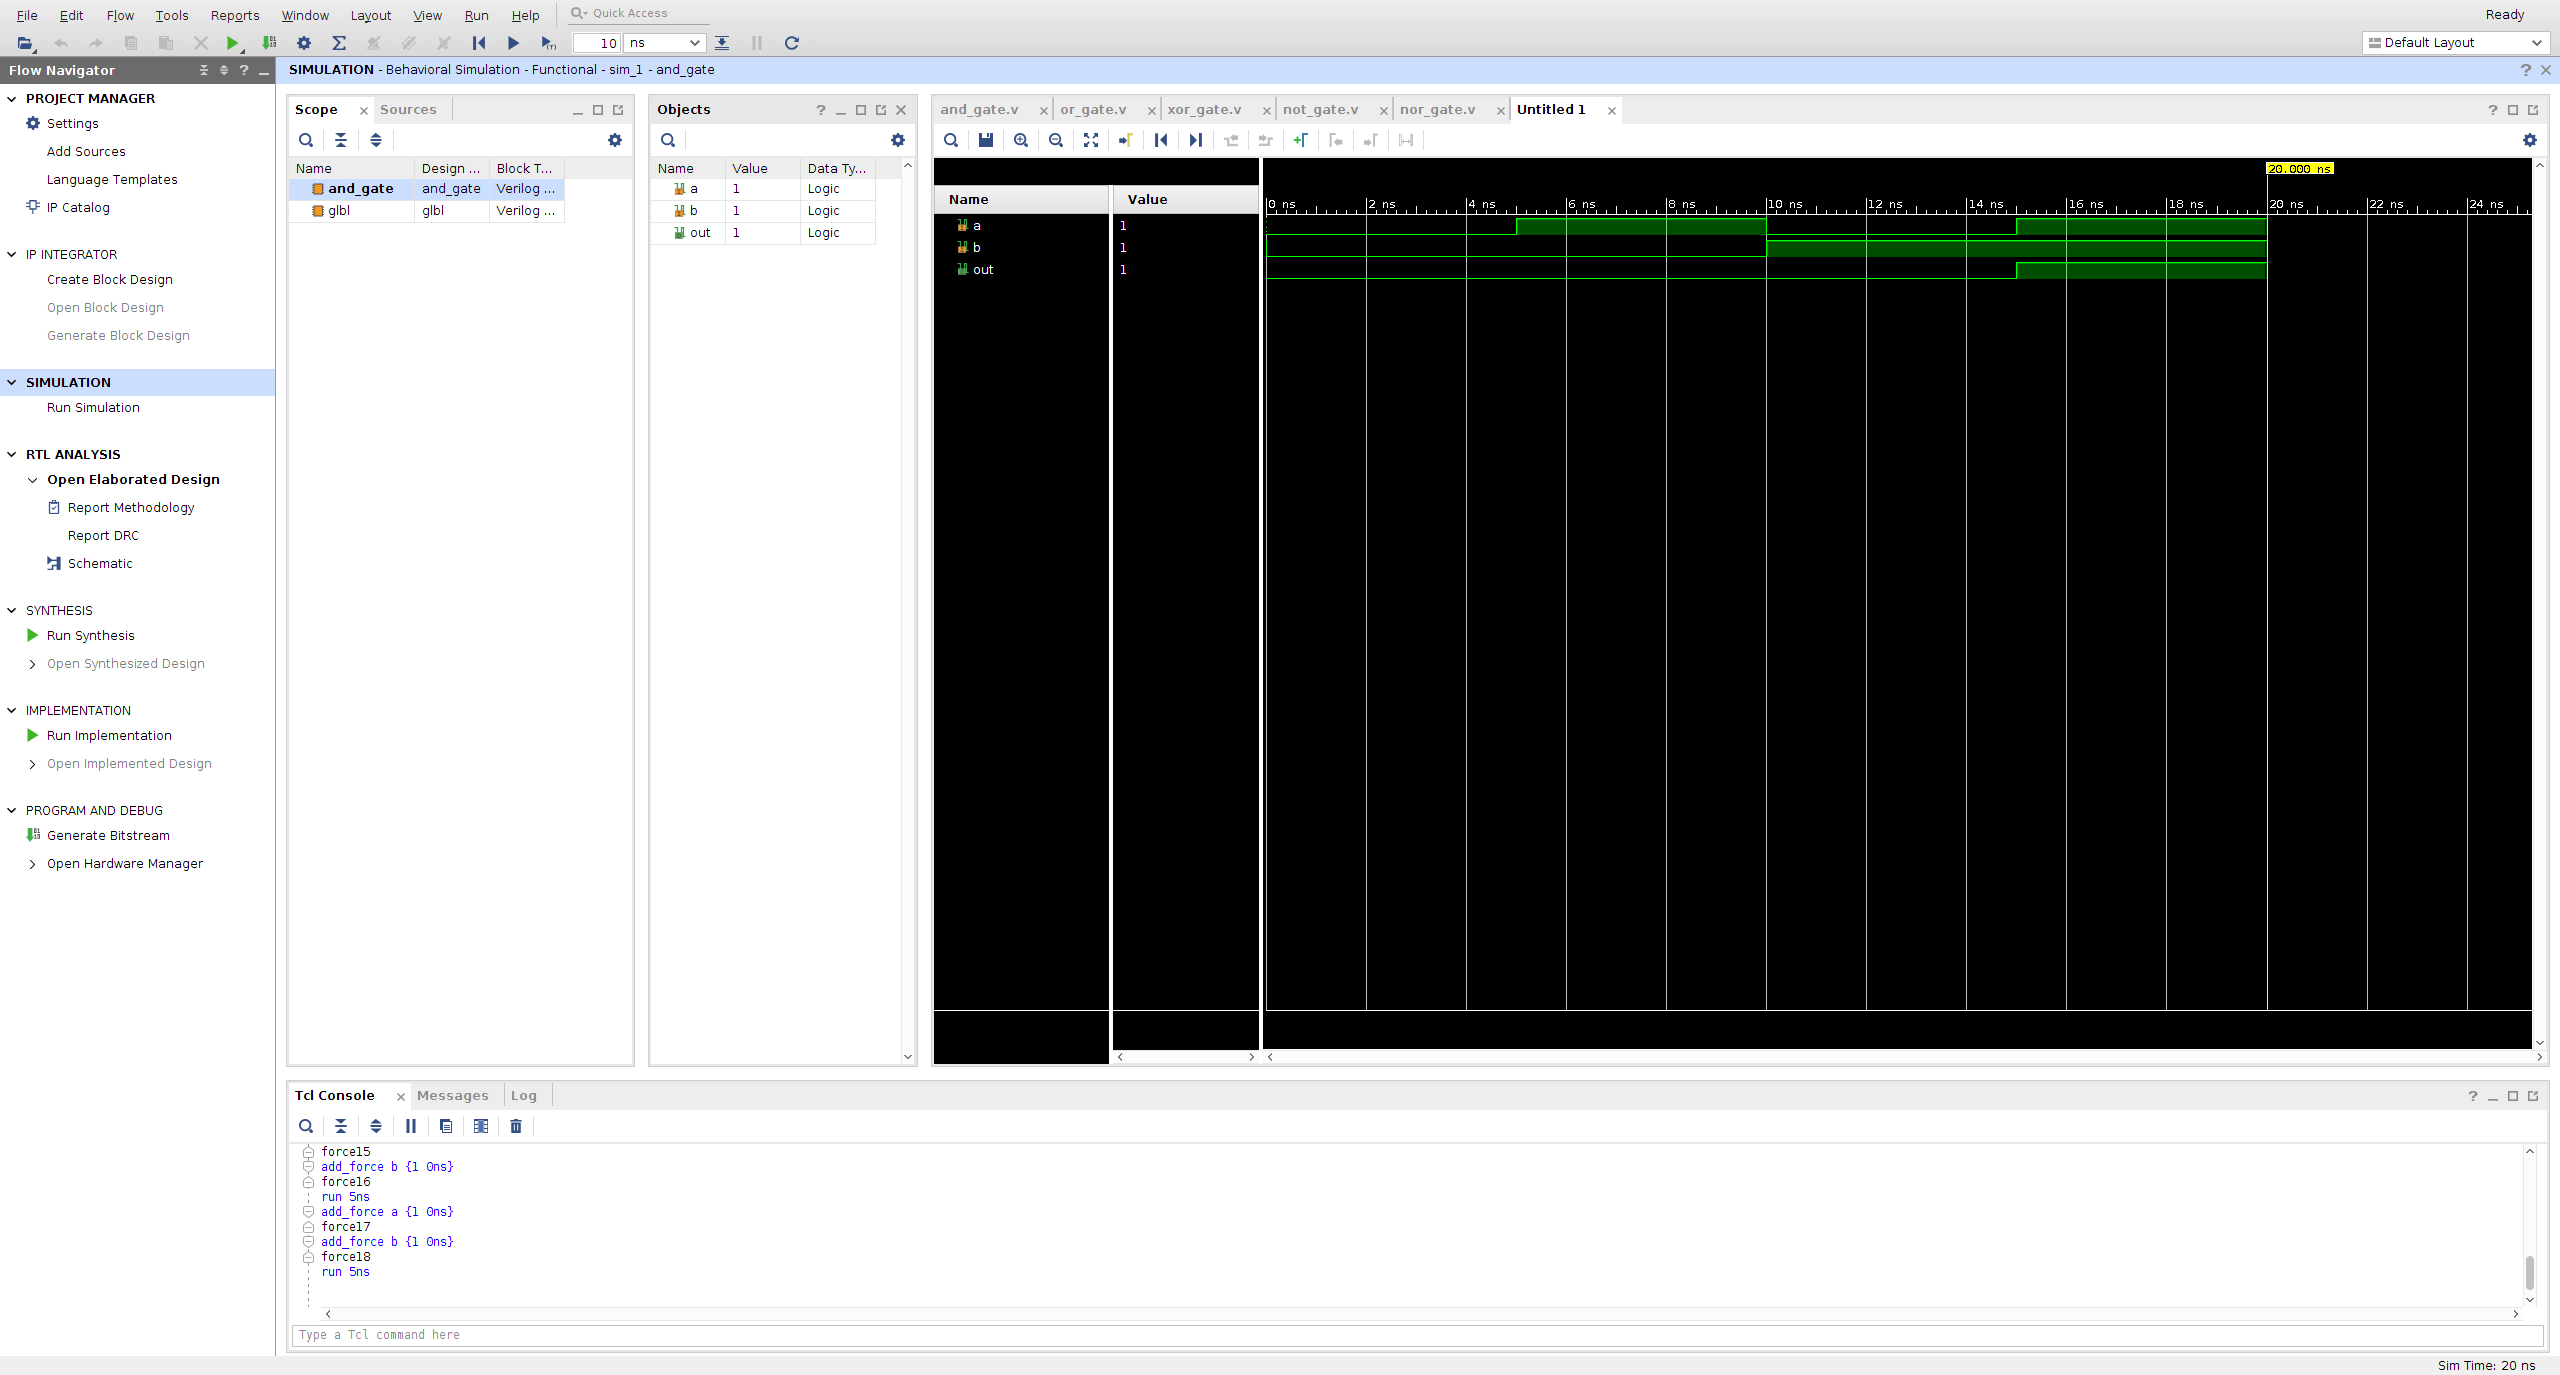 File Edit Flow Tools Reports Window Layout View Run Help Quick Access Ready
10 ns Default Layout
Flow Navigator
SIMULATION - Behavioral Simulation - Functional - sim_1 - and_gate
PROJECT MANAGER
Settings
Add Sources
Language Templates
IP Catalog
IP INTEGRATOR
Create Block Design
Open Block Design
Generate Block Design
SIMULATION
Run Simulation
RTL ANALYSIS
Open Elaborated Design
Report Methodology
Report DRC
Schematic
SYNTHESIS
Run Synthesis
Open Synthesized Design
IMPLEMENTATION
Run Implementation
Open Implemented Design
PROGRAM AND DEBUG
Generate Bitstream
Open Hardware Manager
Scope Sources
Name Design ... Block T...
and_gate and_gate Verilog ...
glbl glbl Verilog ...
Objects
Name Value Data Ty...
a 1 Logic
b 1 Logic
out 1 Logic
and_gate.v or_gate.v xor_gate.v not_gate.v nor_gate.v Untitled 1
20.000 ns
Name Value
0 ns 2 ns 4 ns 6 ns 8 ns 10 ns 12 ns 14 ns 16 ns 18 ns 20 ns 22 ns 24 ns
a 1
b 1
out 1
Tcl Console Messages Log
force15
add_force b {1 0ns}
force16
run 5ns
add_force a {1 0ns}
force17
add_force b {1 0ns}
force18
run 5ns
Type a Tcl command here
Sim Time: 20 ns